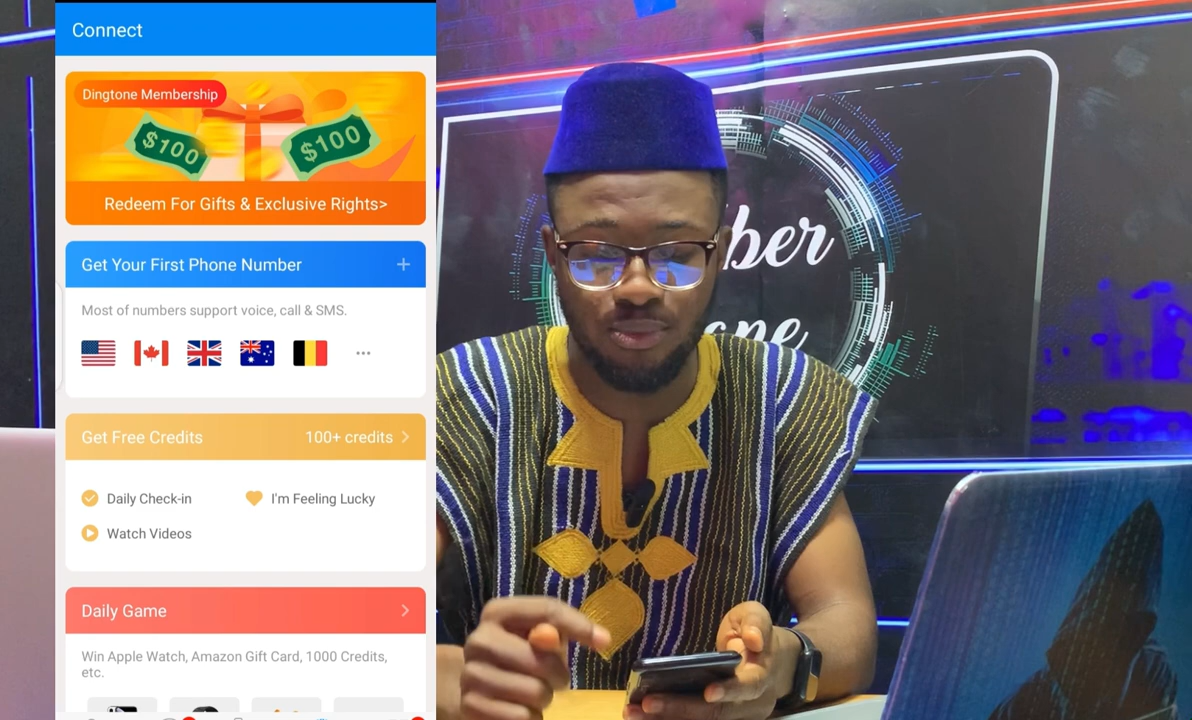 Connect
Dingtone Membership
$100
$100
Redeem For Gifts & Exclusive Rights>
Get Your First Phone Number
Most of numbers support voice, call & SMS.
Get Free Credits
100+ credits
Daily Check-in
I'm Feeling Lucky
Watch Videos
Daily Game
Win Apple Watch, Amazon Gift Card, 1000 Credits,
etc.
ber